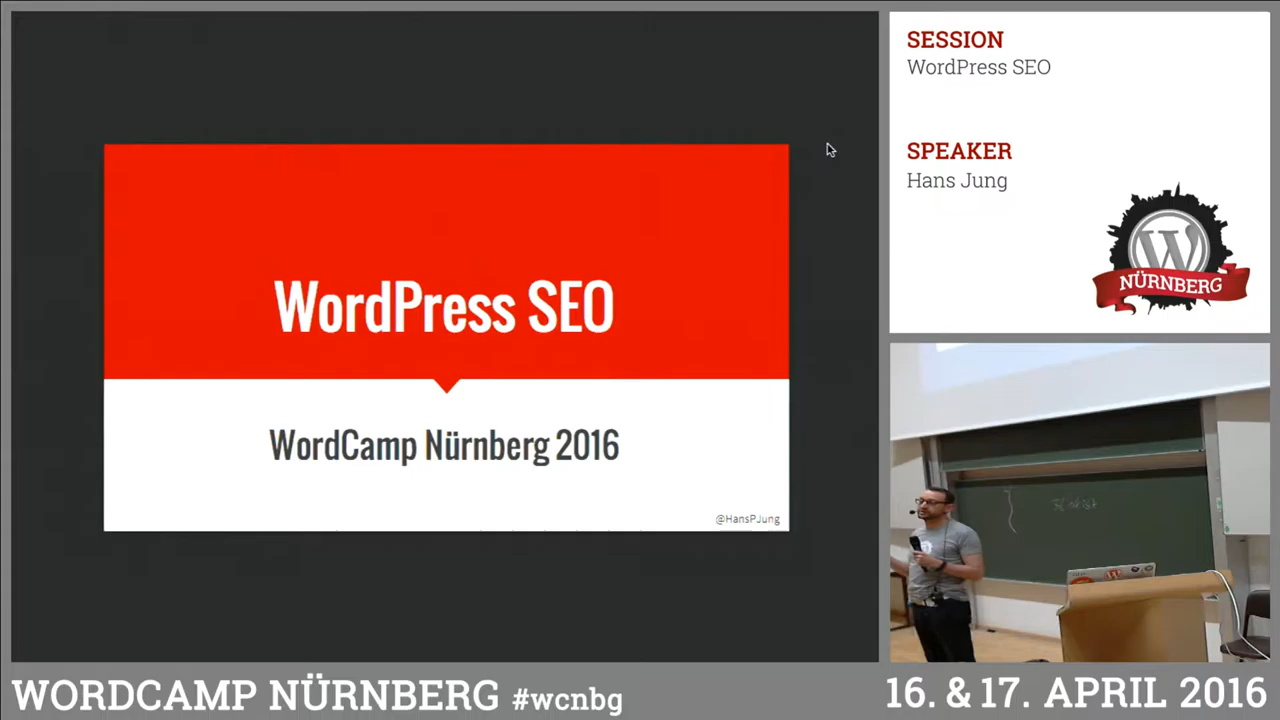 WordPress SEO
WordCamp Nürnberg 2016
@HansPJung
SESSION
WordPress SEO
SPEAKER
Hans Jung
W
NÜRNBERG
WORDCAMP NÜRNBERG #wcnbg
16. & 17. APRIL 2016